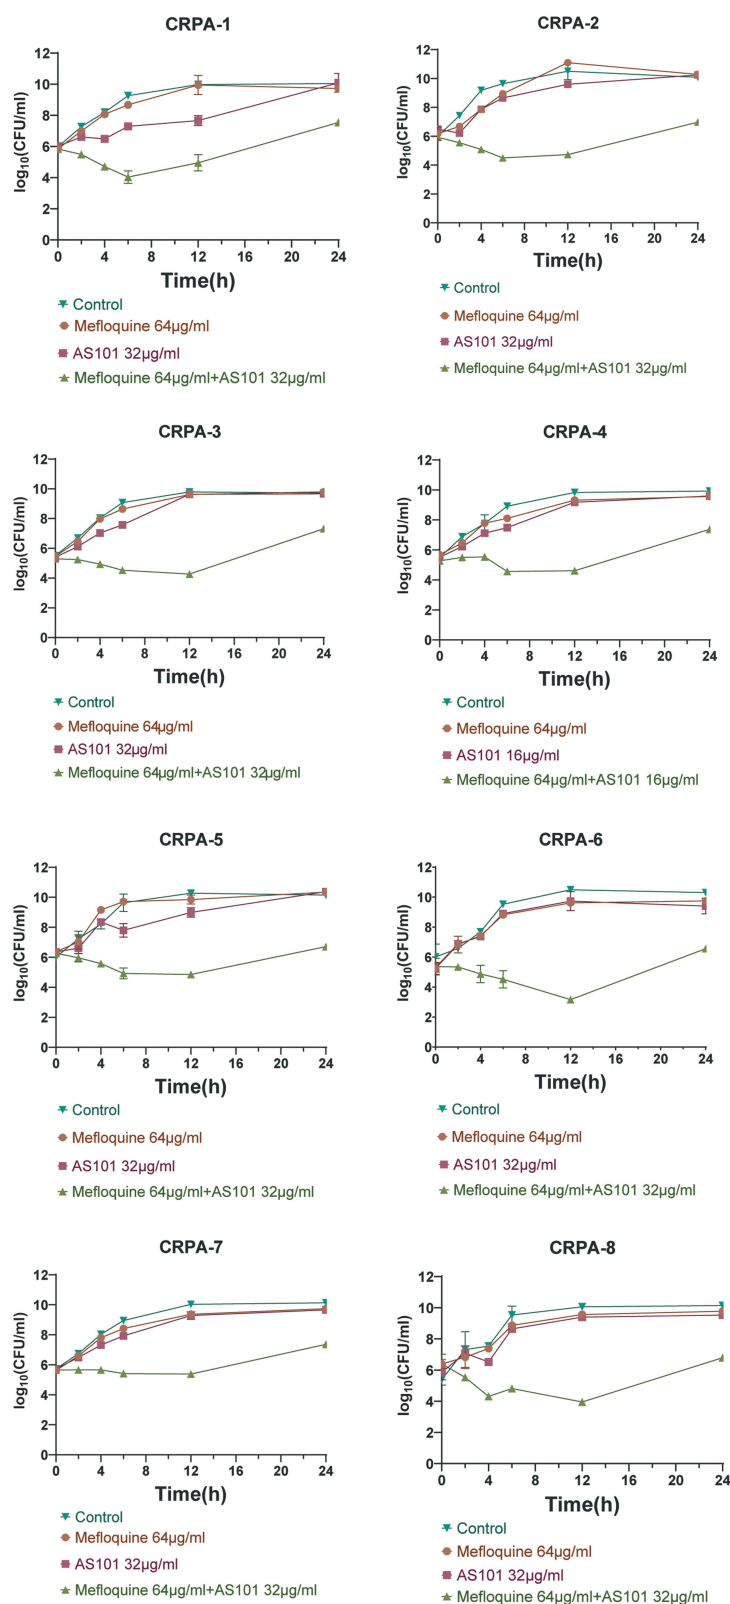 CRPA-1
log10(CFU/ml)
12
10
8
6
4
2
0
0 4 8 12 16 20 24
Time(h)
Control
Mefloquine 64μg/ml
AS101 32μg/ml
Mefloquine 64μg/ml+AS101 32μg/ml
CRPA-2
log10(CFU/ml)
12
10
8
6
4
2
0
0 4 8 12 16 20 24
Time(h)
Control
Mefloquine 64μg/ml
AS101 32μg/ml
Mefloquine 64μg/ml+AS101 32μg/ml
CRPA-3
log10(CFU/ml)
12
10
8
6
4
2
0
0 4 8 12 16 20 24
Time(h)
Control
Mefloquine 64μg/ml
AS101 32μg/ml
Mefloquine 64μg/ml+AS101 32μg/ml
CRPA-4
log10(CFU/ml)
12
10
8
6
4
2
0
0 4 8 12 16 20 24
Time(h)
Control
Mefloquine 64μg/ml
AS101 16μg/ml
Mefloquine 64μg/ml+AS101 16μg/ml
CRPA-5
log10(CFU/ml)
12
10
8
6
4
2
0
0 4 8 12 16 20 24
Time(h)
Control
Mefloquine 64μg/ml
AS101 32μg/ml
Mefloquine 64μg/ml+AS101 32μg/ml
CRPA-6
log10(CFU/ml)
12
10
8
6
4
2
0
0 4 8 12 16 20 24
Time(h)
Control
Mefloquine 64μg/ml
AS101 32μg/ml
Mefloquine 64μg/ml+AS101 32μg/ml
CRPA-7
log10(CFU/ml)
12
10
8
6
4
2
0
0 4 8 12 16 20 24
Time(h)
Control
Mefloquine 64μg/ml
AS101 32μg/ml
Mefloquine 64μg/ml+AS101 32μg/ml
CRPA-8
log10(CFU/ml)
12
10
8
6
4
2
0
0 4 8 12 16 20 24
Time(h)
Control
Mefloquine 64μg/ml
AS101 32μg/ml
Mefloquine 64μg/ml+AS101 32μg/ml